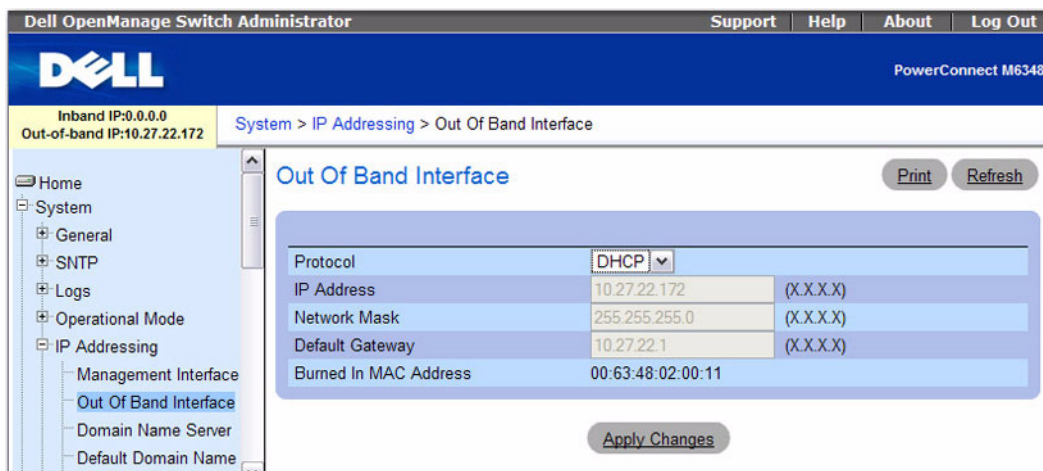 Dell OpenManage Switch Administrator Support Help About Log Out
DELL
PowerConnect M6348
Inband IP:0.0.0.0
Out-of-band IP:10.27.22.172
System > IP Addressing > Out Of Band Interface
Home
System
General
SNTP
Logs
Operational Mode
IP Addressing
Management Interface
Out Of Band Interface
Domain Name Server
Default Domain Name
Out Of Band Interface
Print Refresh
Protocol DHCP
IP Address 10.27.22.172 (X.X.X.X)
Network Mask 255.255.255.0 (X.X.X.X)
Default Gateway 10.27.22.1 (X.X.X.X)
Burned In MAC Address 00:63:48:02:00:11
Apply Changes